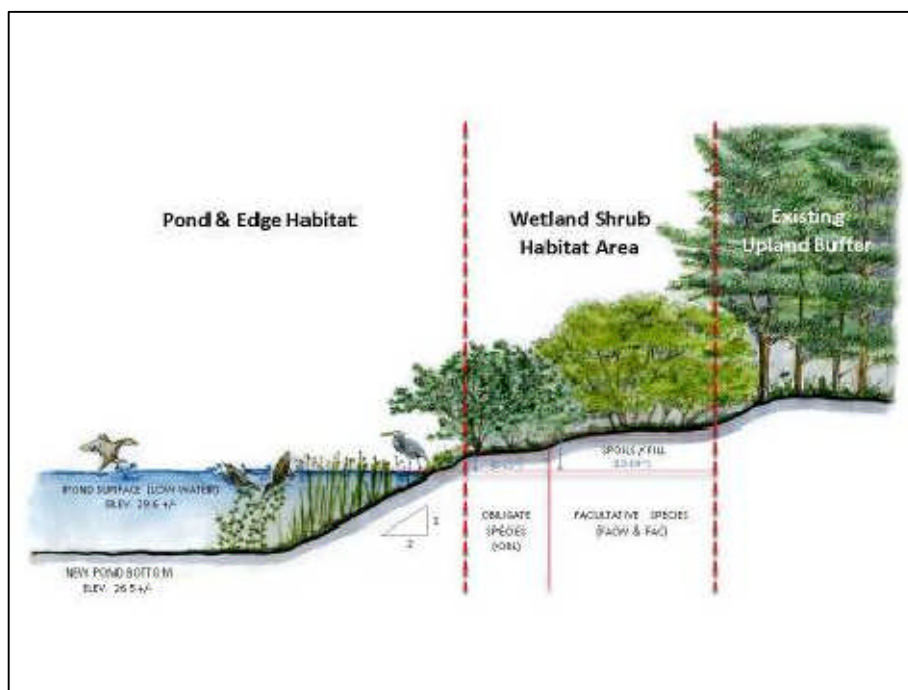 Pond & Edge Habitat
Wetland Shrub
Habitat Area
Existing
Upland Buffer
POND SURFACE (LOW WATER)
ELEV. 29.6 +/-
NEW POND BOTTOM
ELEV. 26.5 +/-
1
2
SPOILS / FILL
OBLIGATE
SPECIES
(OBL)
FACULTATIVE SPECIES
(FACW & FAC)